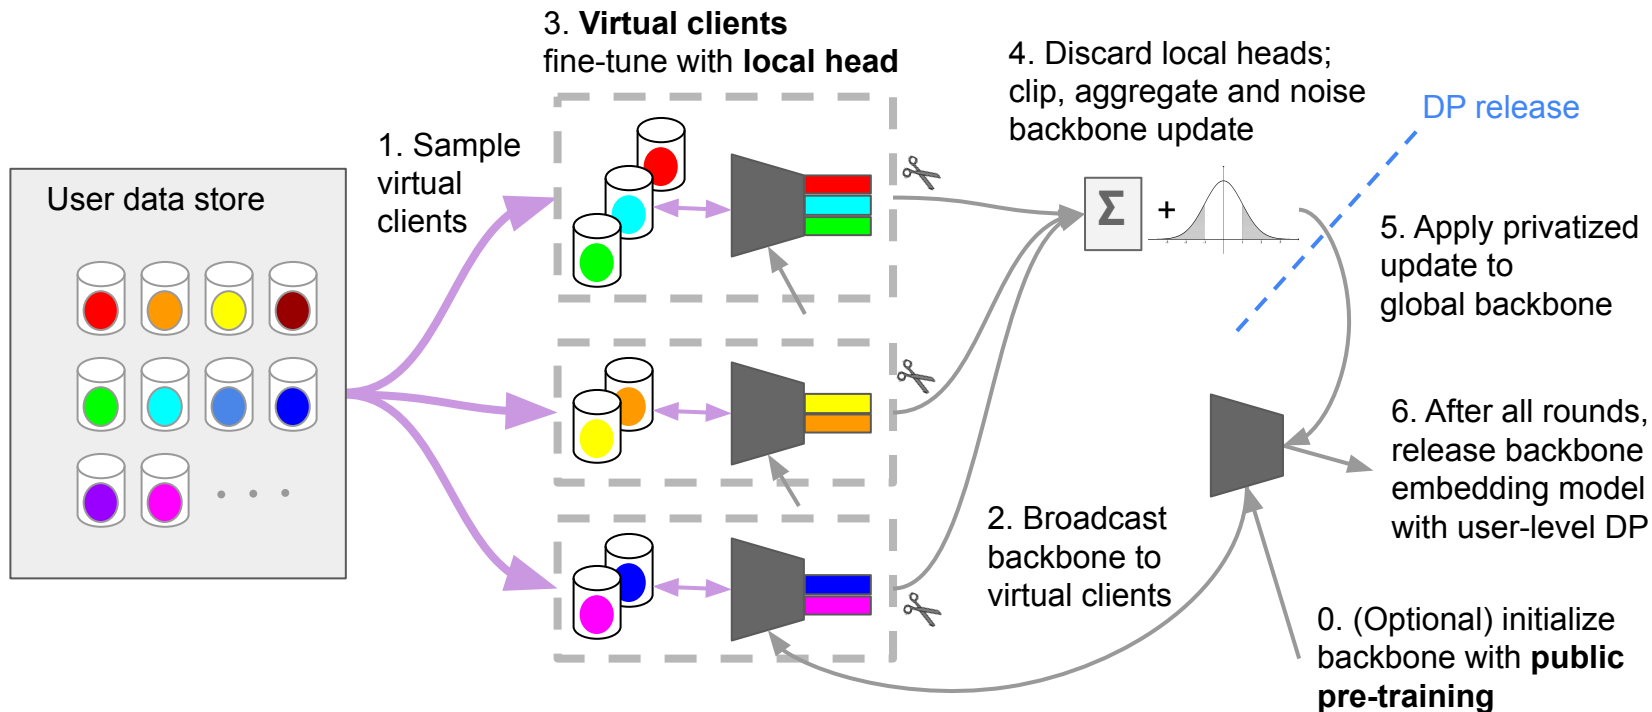 3. Virtual clients
fine-tune with local head
4. Discard local heads;
clip, aggregate and noise
backbone update
DP release
1. Sample
virtual
clients
User data store
Σ
+
5. Apply privatized
update to
global backbone
6. After all rounds,
release backbone
embedding model
with user-level DP
2. Broadcast
backbone to
virtual clients
0. (Optional) initialize
backbone with public
pre-training